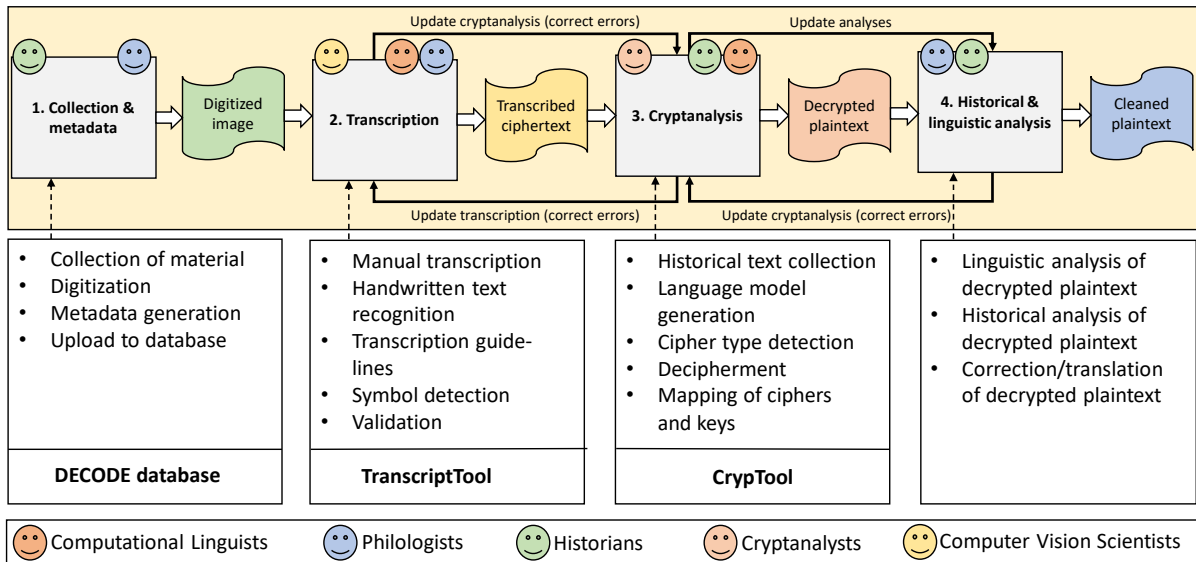 Update cryptanalysis (correct errors)
Update analyses
1. Collection &
metadata
Digitized
image
2. Transcription
Transcribed
ciphertext
3. Cryptanalysis
Decrypted
plaintext
4. Historical &
linguistic analysis
Cleaned
plaintext
Update transcription (correct errors)
Update cryptanalysis (correct errors)
• Collection of material
• Digitization
• Metadata generation
• Upload to database
DECODE database
• Manual transcription
• Handwritten text
recognition
• Transcription guide-
lines
• Symbol detection
• Validation
TranscriptTool
• Historical text collection
• Language model
generation
• Cipher type detection
• Decipherment
• Mapping of ciphers
and keys
CrypTool
• Linguistic analysis of
decrypted plaintext
• Historical analysis of
decrypted plaintext
• Correction/translation
of decrypted plaintext
Computational Linguists
Philologists
Historians
Cryptanalysts
Computer Vision Scientists